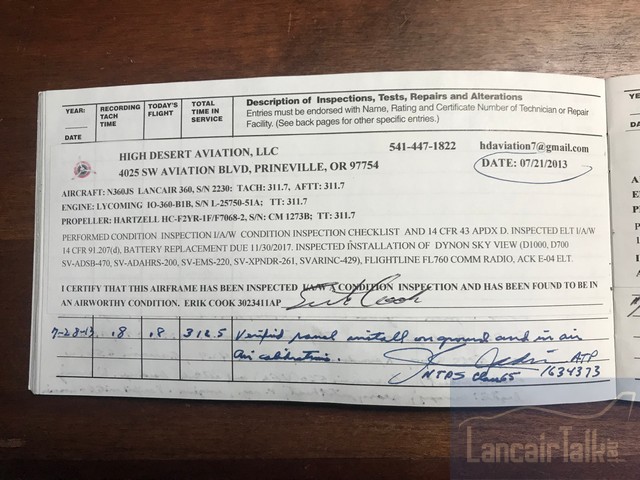 YEAR:
DATE
RECORDING
TACH
TIME
TODAY'S
FLIGHT
TOTAL
TIME IN
SERVICE
Description of Inspections, Tests, Repairs and Alterations
Entries must be endorsed with Name, Rating and Certificate Number of Technician or Repair
Facility. (See back pages for other specific entries.)
HIGH DESERT AVIATION, LLC 541-447-1822 hdaviation7@gmail.com
4025 SW AVIATION BLVD, PRINEVILLE, OR 97754 DATE: 07/21/2013
AIRCRAFT: N360JS LANCAIR 360, S/N 2230: TACH: 311.7, AFTT: 311.7
ENGINE: LYCOMING IO-360-B1B, S/N L-25750-51A: TT: 311.7
PROPELLER: HARTZELL HC-F2YR-1F/F7068-2, S/N: CM 1273B: TT: 311.7
PERFORMED CONDITION INSPECTION I/A/W CONDITION INSPECTION CHECKLIST AND 14 CFR 43 APDX D. INSPECTED ELT I/A/W
14 CFR 91.207(d), BATTERY REPLACEMENT DUE 11/30/2017. INSPECTED INSTALLATION OF DYNON SKY VIEW (D1000, D700
SV-ADSB-470, SV-ADAHRS-200, SV-EMS-220, SV-XPNDR-261, SVARINC-429), FLIGHTLINE FL760 COMM RADIO, ACK E-04 ELT.
I CERTIFY THAT THIS AIRFRAME HAS BEEN INSPECTED I/A/W A CONDITION INSPECTION AND HAS BEEN FOUND TO BE IN
AN AIRWORTHY CONDITION. ERIK COOK 3023411AP Erik Cook
7-28-13 .8 .8 312.5 Verified panel install on ground and in air
Air calibrations. ATP
NTPS Class 65 1634373
YE
DA
LancairTalk.net